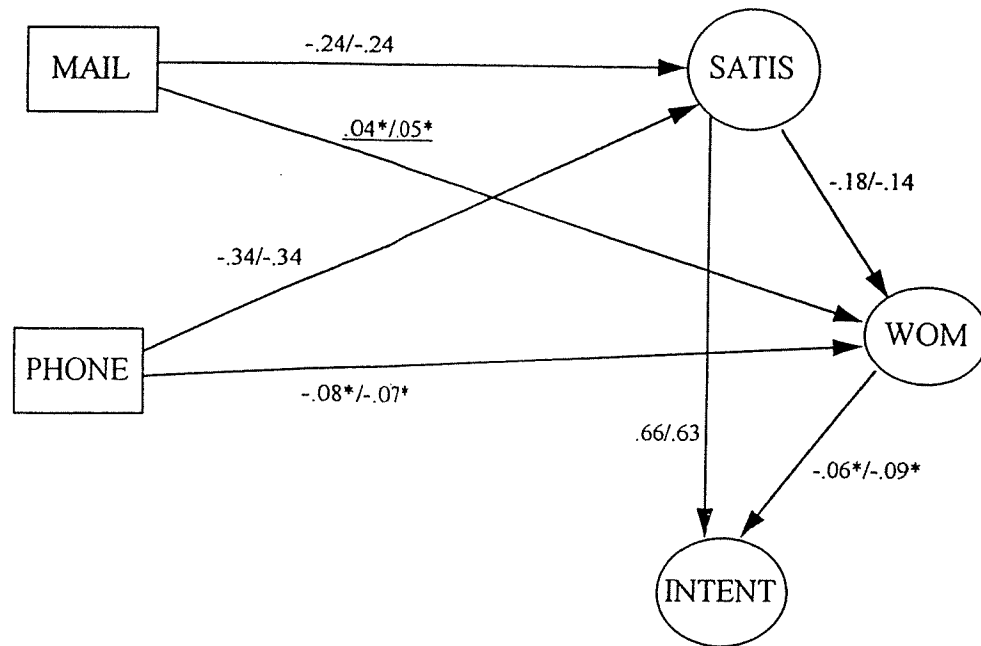 -.24/-.24
MAIL
SATIS
.04*/.05*
-.18/-.14
-.34/-.34
WOM
PHONE
-.08*/-.07*
.66/.63
-.06*/-.09*
INTENT